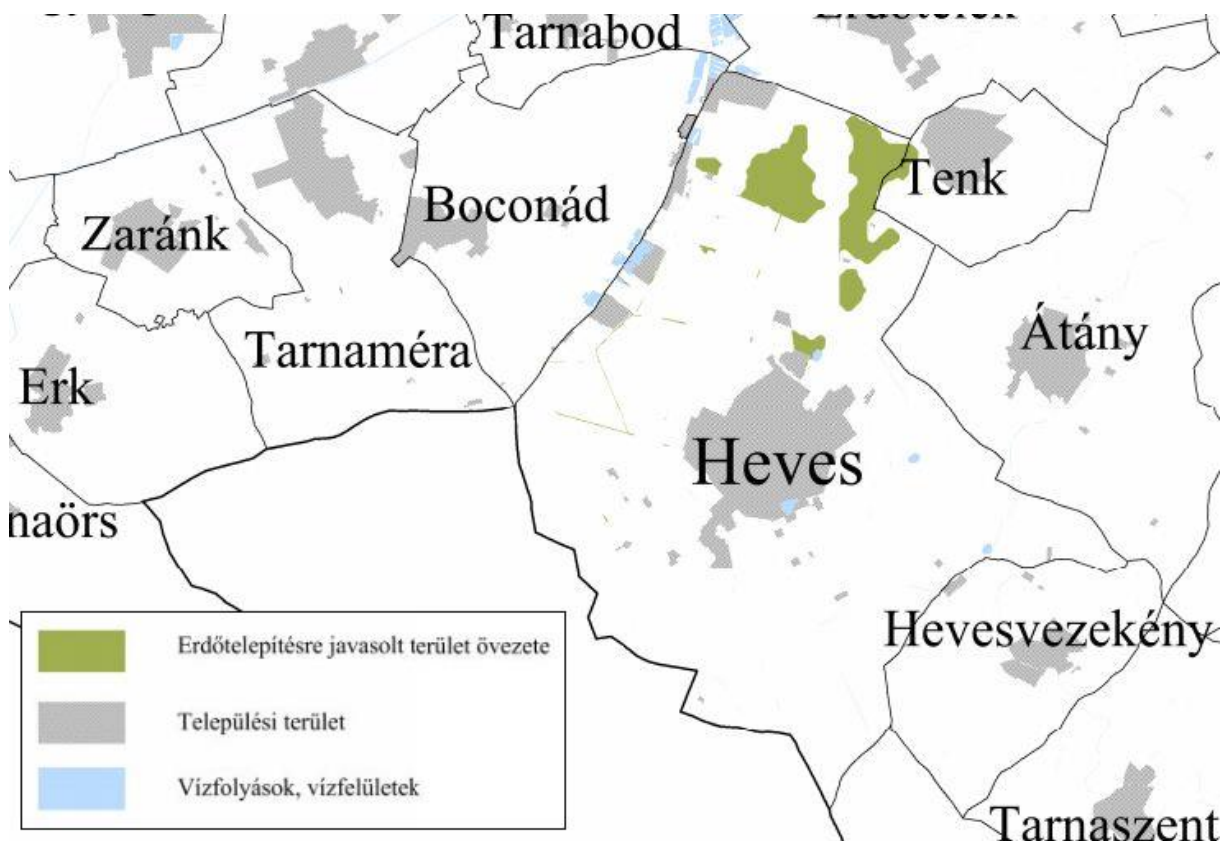 Tarnabod
Tenk
Boconád
Zaránk
Átány
Tarnaméra
Erk
Heves
naörs
Hevesvezekény
Tarnaszent
Erdőtelepítésre javasolt terület övezete
Települési terület
Vízfolyások, vízfelületek